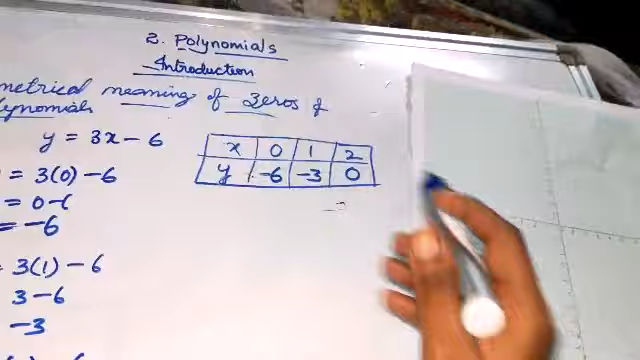 2. Polynomials
Introduction
metrical meaning of zeros of
lynomials
y = 3x - 6
x 0 1 2
y -6 -3 0
= 3(0) - 6
= 0 - 6
= -6
= 3(1) - 6
3 - 6
-3